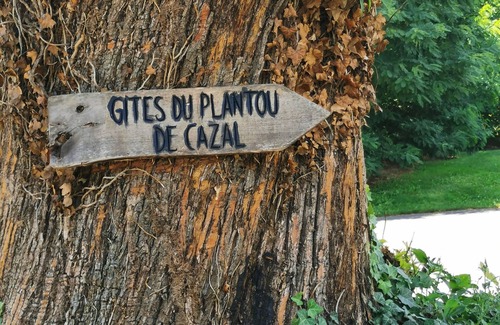 GITES DU PLANTOU
DE CAZAL